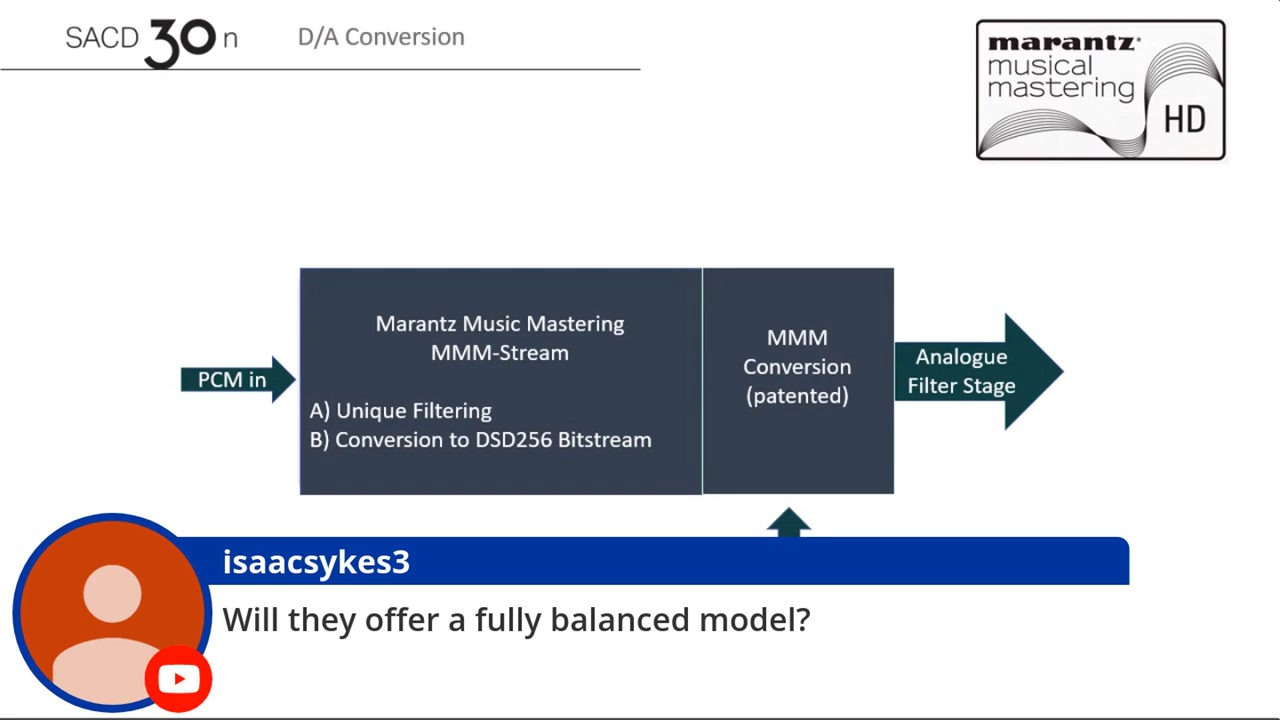 SACD 30 n
D/A Conversion
marantz®
musical
mastering
HD
Marantz Music Mastering
MMM-Stream
A) Unique Filtering
B) Conversion to DSD256 Bitstream
PCM in
MMM
Conversion
(patented)
Analogue
Filter Stage
isaacsykes3
Will they offer a fully balanced model?